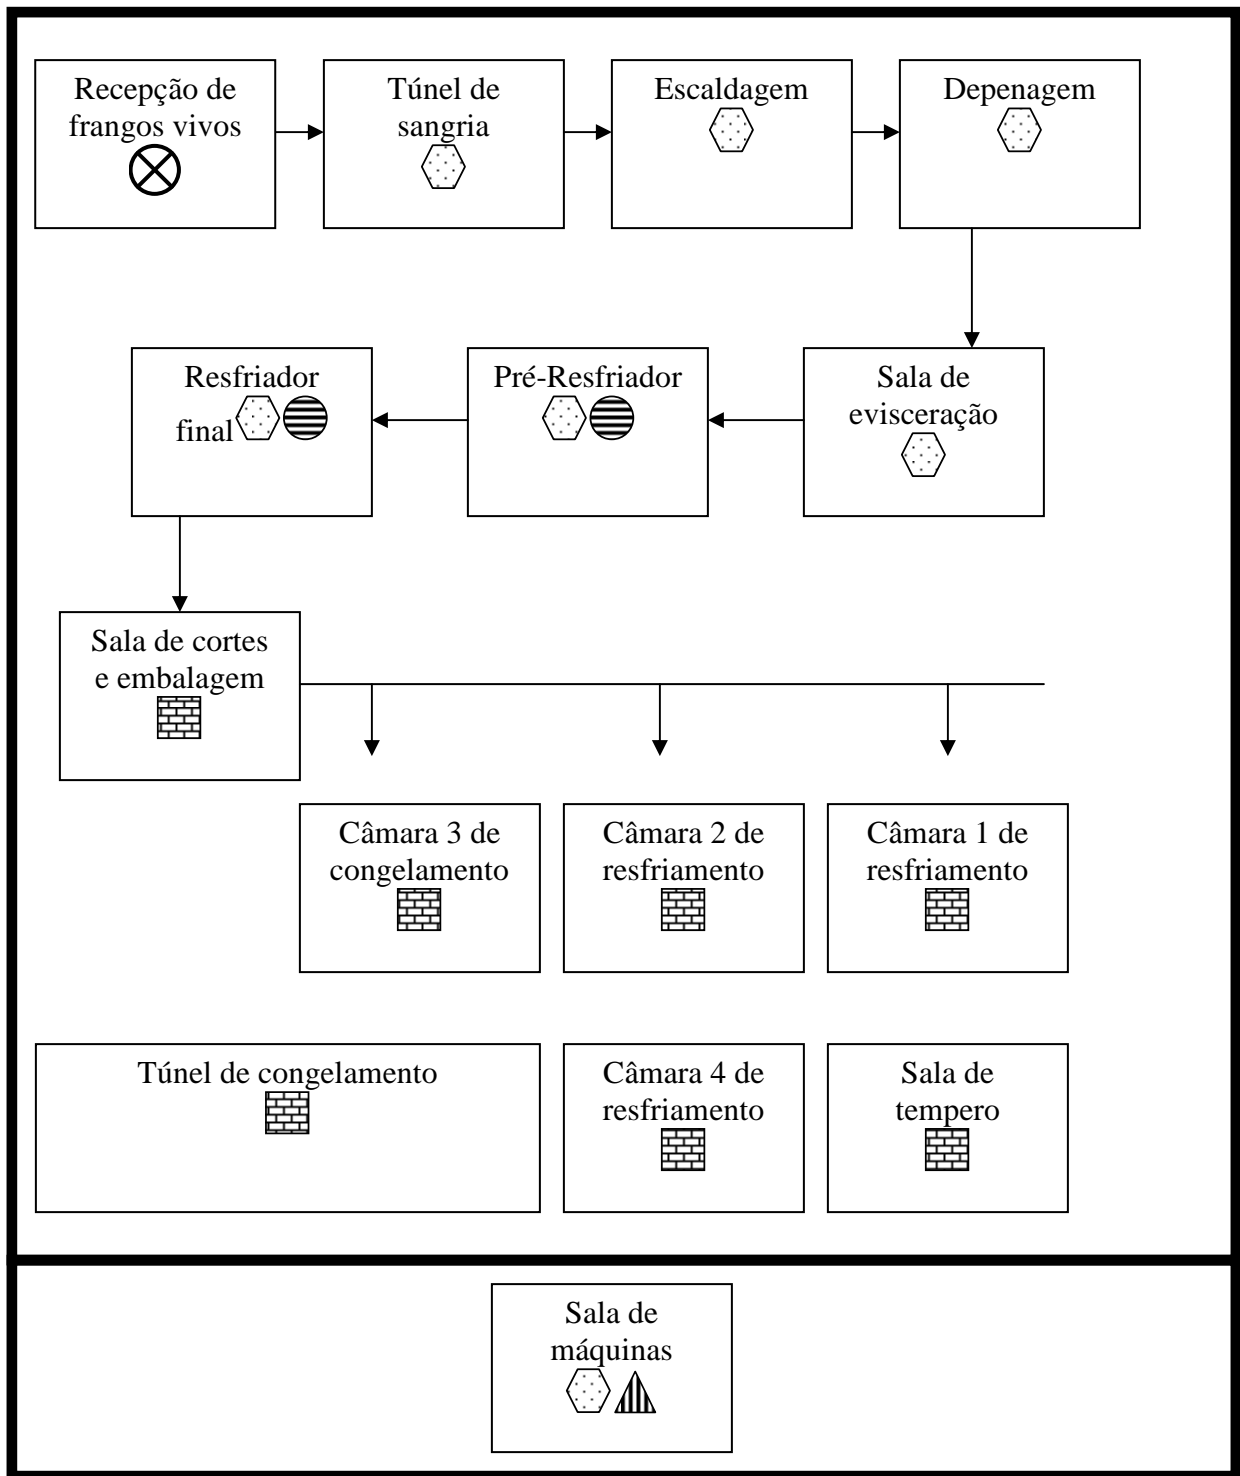 Recepção de
frangos vivos
Túnel de
sangria
Escaldagem
Depenagem
Resfriador
final
Pré-Resfriador
Sala de
evisceração
Sala de cortes
e embalagem
Câmara 3 de
congelamento
Câmara 2 de
resfriamento
Câmara 1 de
resfriamento
Túnel de congelamento
Câmara 4 de
resfriamento
Sala de
tempero
Sala de
máquinas